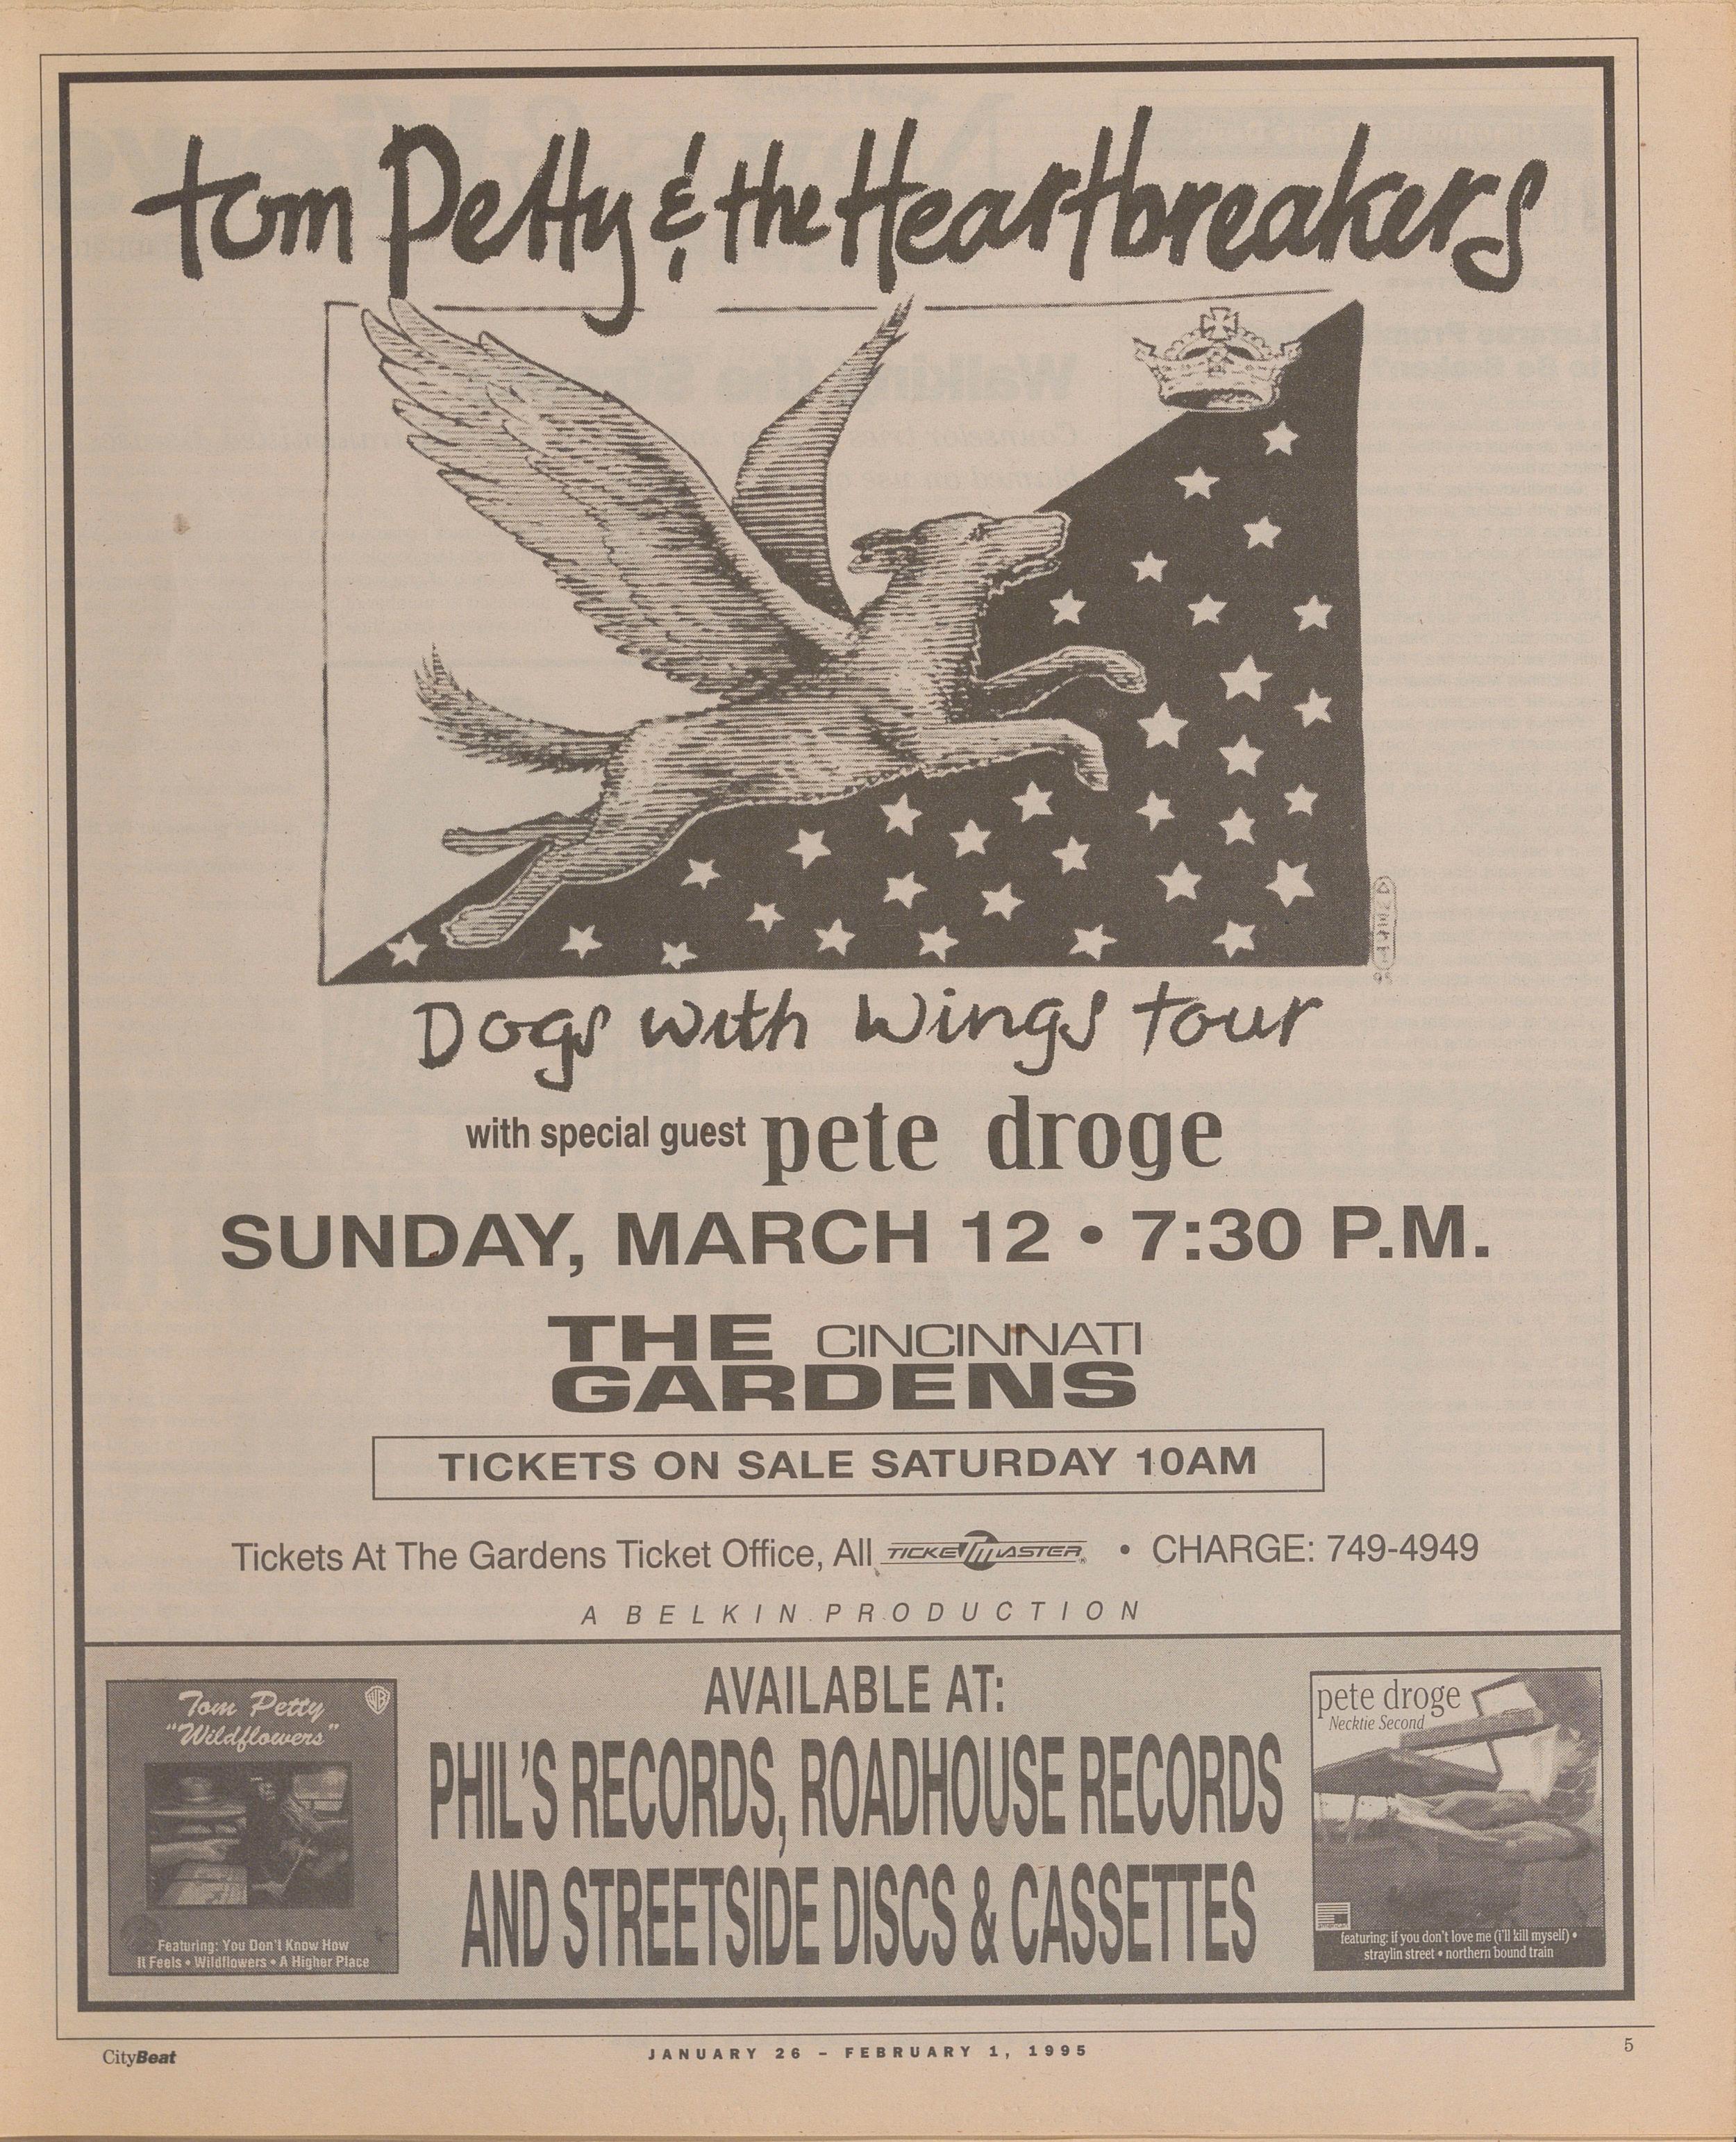 tom Petty & the Heartbreakers
Dogs with Wings tour
with special guest pete droge
SUNDAY, MARCH 12 • 7:30 P.M.
THE CINCINNATI
GARDENS
TICKETS ON SALE SATURDAY 10AM
Tickets At The Gardens Ticket Office, All TICKETMASTER • CHARGE: 749-4949
A BELKIN PRODUCTION
Tom Petty
"Wildflowers"
Featuring: You Don't Know How
It Feels • Wildflowers • A Higher Place
AVAILABLE AT:
PHIL'S RECORDS, ROADHOUSE RECORDS
AND STREETSIDE DISCS & CASSETTES
pete droge
Necktie Second
featuring: if you don't love me (i'll kill myself) •
straylin street • northern bound train
CityBeat
JANUARY 26 – FEBRUARY 1, 1995
5